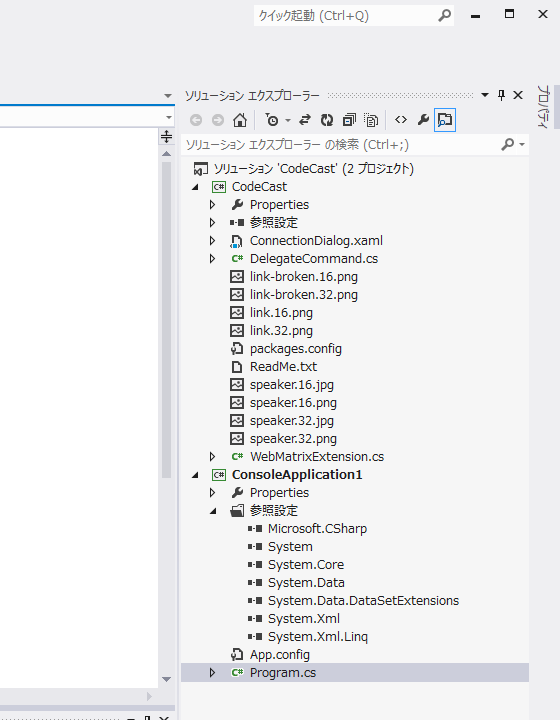 クイック起動 (Ctrl+Q)
ソリューション エクスプローラー
プロパティ
ソリューション エクスプローラー の検索 (Ctrl+;)
ソリューション 'CodeCast' (2 プロジェクト)
CodeCast
Properties
参照設定
ConnectionDialog.xaml
DelegateCommand.cs
link-broken.16.png
link-broken.32.png
link.16.png
link.32.png
packages.config
ReadMe.txt
speaker.16.jpg
speaker.16.png
speaker.32.jpg
speaker.32.png
WebMatrixExtension.cs
ConsoleApplication1
Properties
参照設定
Microsoft.CSharp
System
System.Core
System.Data
System.Data.DataSetExtensions
System.Xml
System.Xml.Linq
App.config
Program.cs